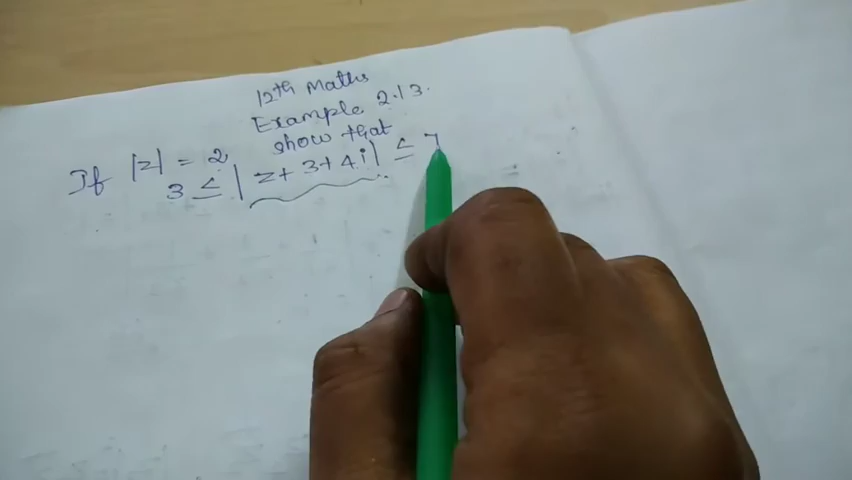 12th Maths
Example 2.13.
show that
If |z| = 2
3 ≤ |z+3+4i| ≤ 7